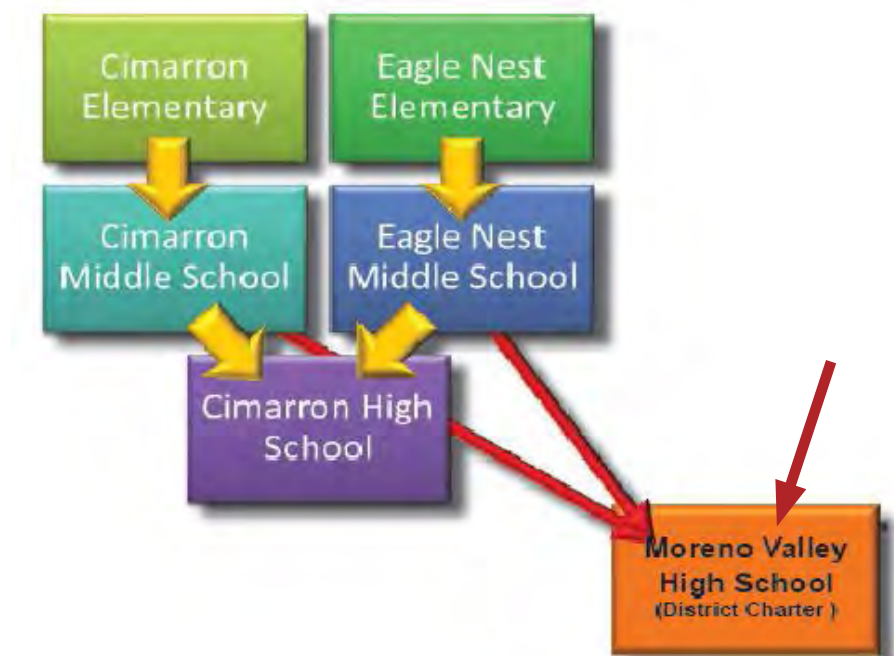 Cimarron
Elementary
Eagle Nest
Elementary
Cimarron
Middle School
Eagle Nest
Middle School
Cimarron High
School
Moreno Valley
High School
(District Charter )